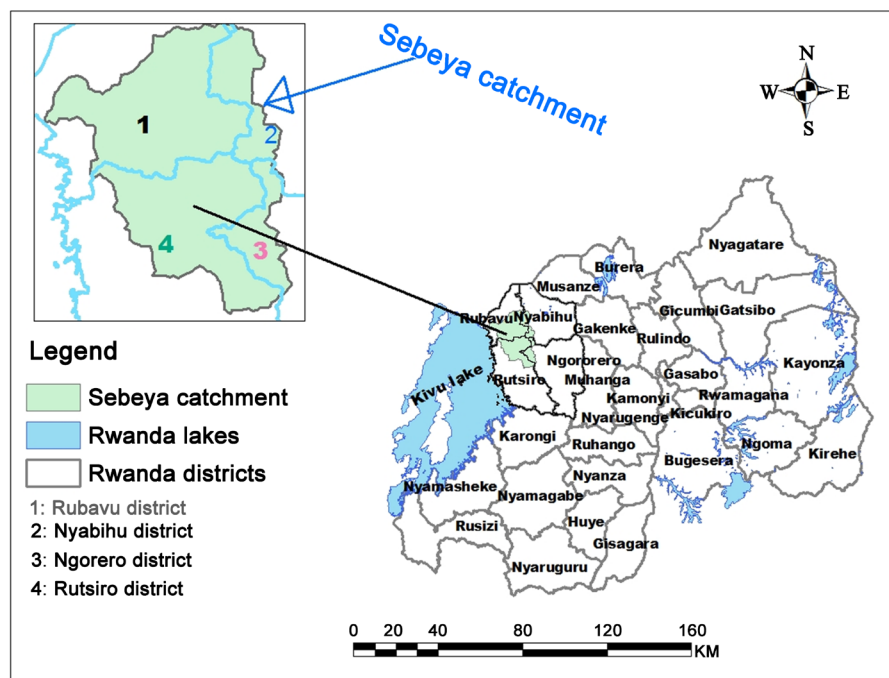 Sebeya catchment
N
W E
S
1
2
3
4
Nyagatare
Burera
Musanze
Rubavu
Nyabihu
Gakenke
Rulindo
Gicumbi
Gatsibo
Kivu lake
Ngororero
Rutsiro
Muhanga
Gasabo
Kayonza
Kamonyi
Rwamagana
Nyarugenge
Kicukiro
Karongi
Ruhango
Bugesera
Ngoma
Kirehe
Nyamasheke
Nyamagabe
Nyanza
Rusizi
Huye
Gisagara
Nyaruguru
Legend
Sebeya catchment
Rwanda lakes
Rwanda districts
1: Rubavu district
2: Nyabihu district
3: Ngorero district
4: Rutsiro district
0 20 40 80 120 160
KM